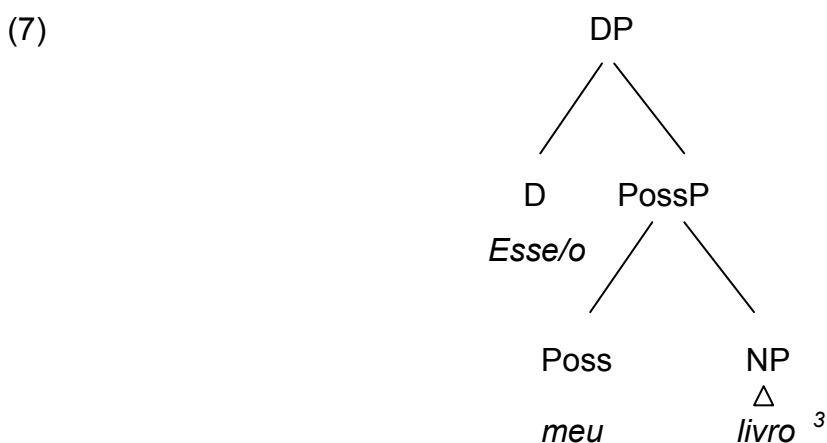 (7) DP
D PossP
Esse/o
Poss NP
meu livro 3